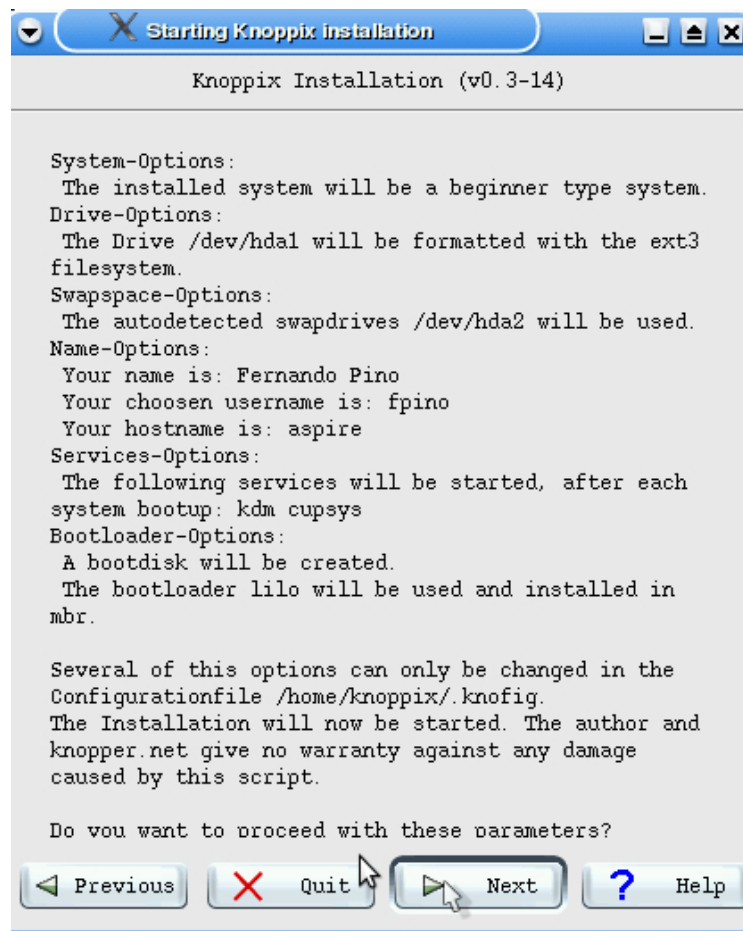 Starting Knoppix installation
Knoppix Installation (v0.3-14)
System-Options:
The installed system will be a beginner type system.
Drive-Options:
The Drive /dev/hda1 will be formatted with the ext3
filesystem.
Swapspace-Options:
The autodetected swapdrives /dev/hda2 will be used.
Name-Options:
Your name is: Fernando Pino
Your choosen username is: fpino
Your hostname is: aspire
Services-Options:
The following services will be started, after each
system bootup: kdm cupsys
Bootloader-Options:
A bootdisk will be created.
The bootloader lilo will be used and installed in
mbr.
Several of this options can only be changed in the
Configurationfile /home/knoppix/.knofig.
The Installation will now be started. The author and
knopper.net give no warranty against any damage
caused by this script.
Do you want to proceed with these parameters?
Previous Quit Next ? Help